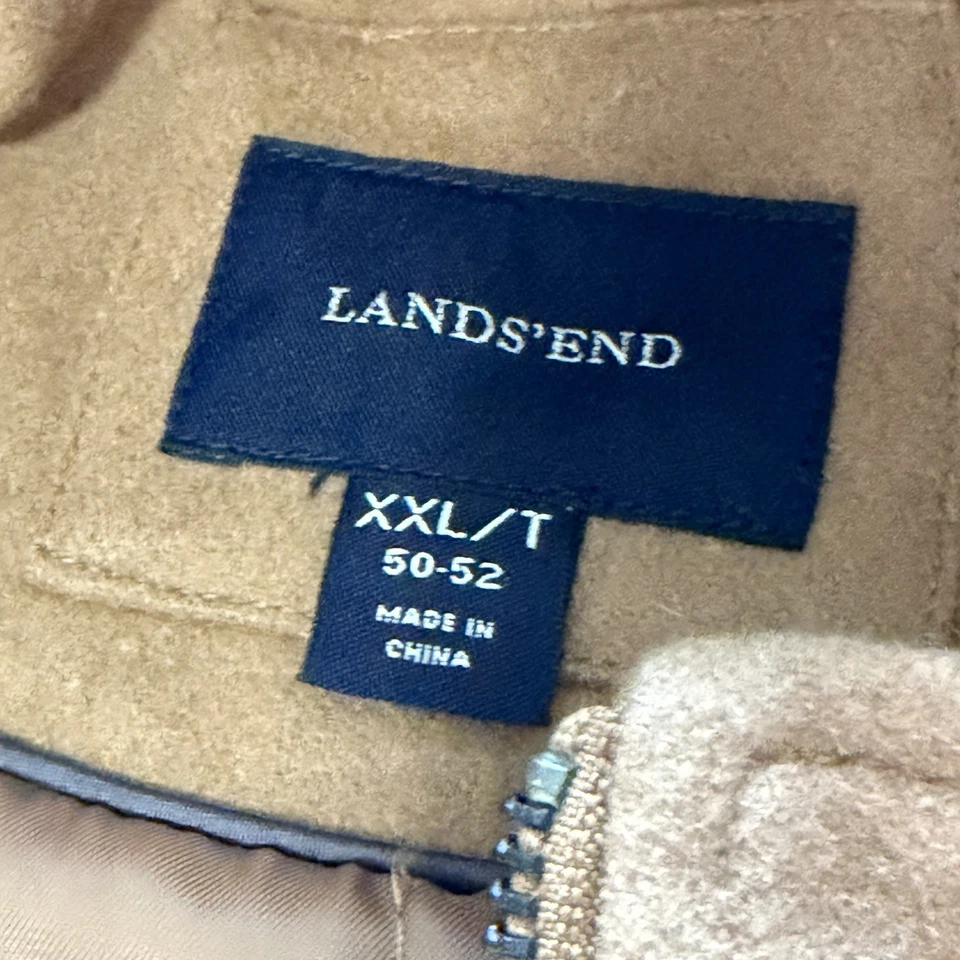 LANDS'END
XXL/T
50-52
MADE IN
CHINA